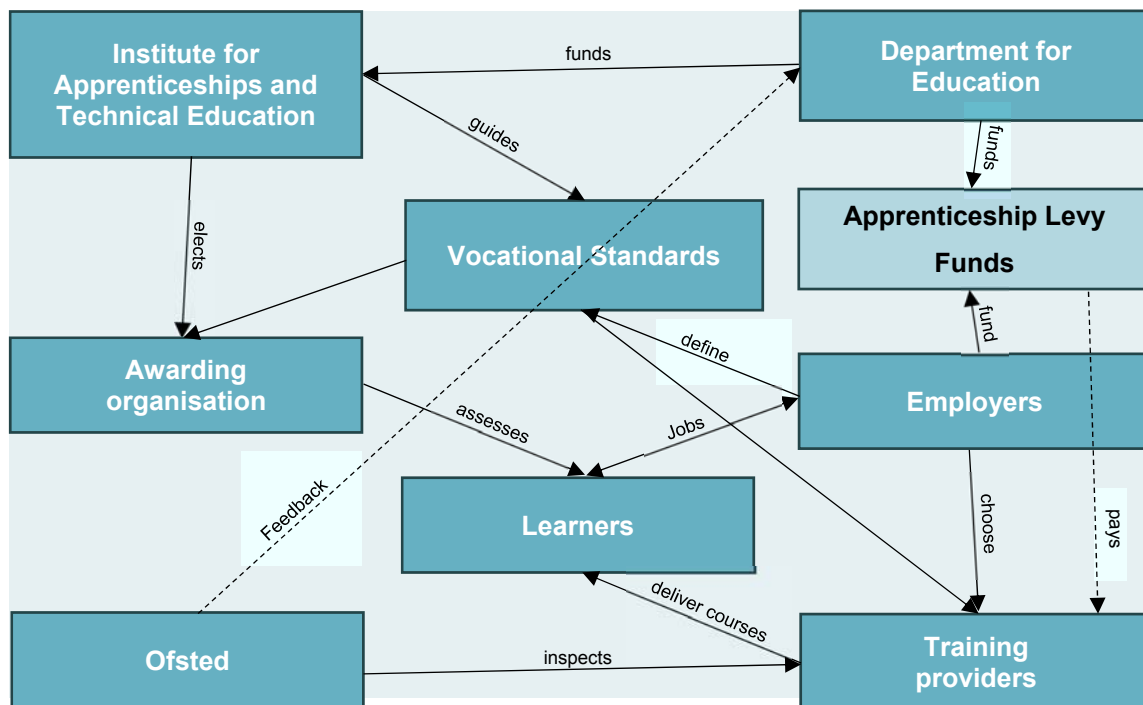 Institute for
Apprenticeships and
Technical Education
funds
Department for
Education
guides
funds
elects
Vocational Standards
Apprenticeship Levy
Funds
fund
define
Awarding
organisation
Employers
assesses
Jobs
Feedback
Learners
choose
pays
deliver courses
Ofsted
inspects
Training
providers